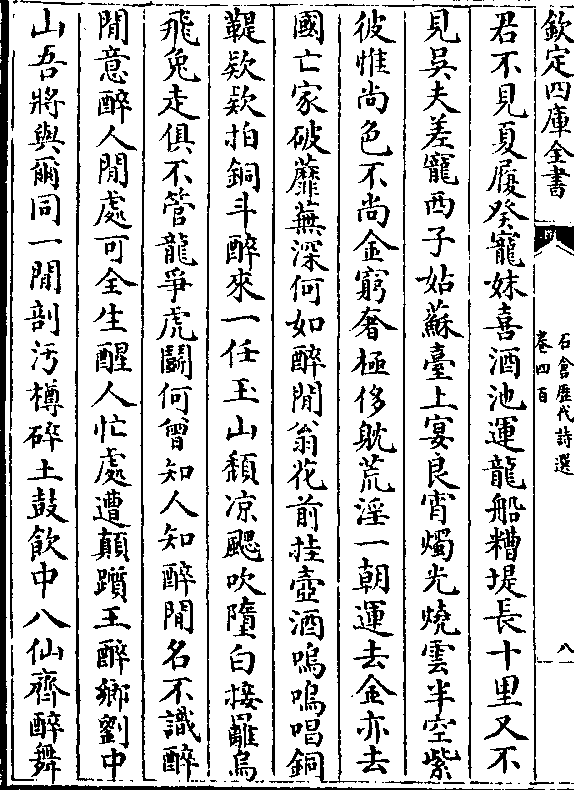 欽定四庫全書
石倉歷代詩選
卷四百
八
君不見夏履癸寵妹喜酒池運龍船糟堤長十里又不
見吳夫差寵西子姑蘇臺上宴良宵燭光燒雲半空紫
彼惟尚色不尚金窮奢極侈躭荒淫一朝運去金亦去
國亡家破蘼蕪深何如醉閒翁花前挂壺酒嗚嗚唱銅
鞮欵欵拍銅斗醉來一任玉山頹凉颸吹墮白接䍦烏
飛兔走俱不管龍爭虎鬭何曾知人知醉閒名不識醉
閒意醉人閒處可全生醒人忙處遭顛躓王醉鄉劉中
山吾將與爾同一閒剖汚樽碎土鼓飲中八仙齊醉舞